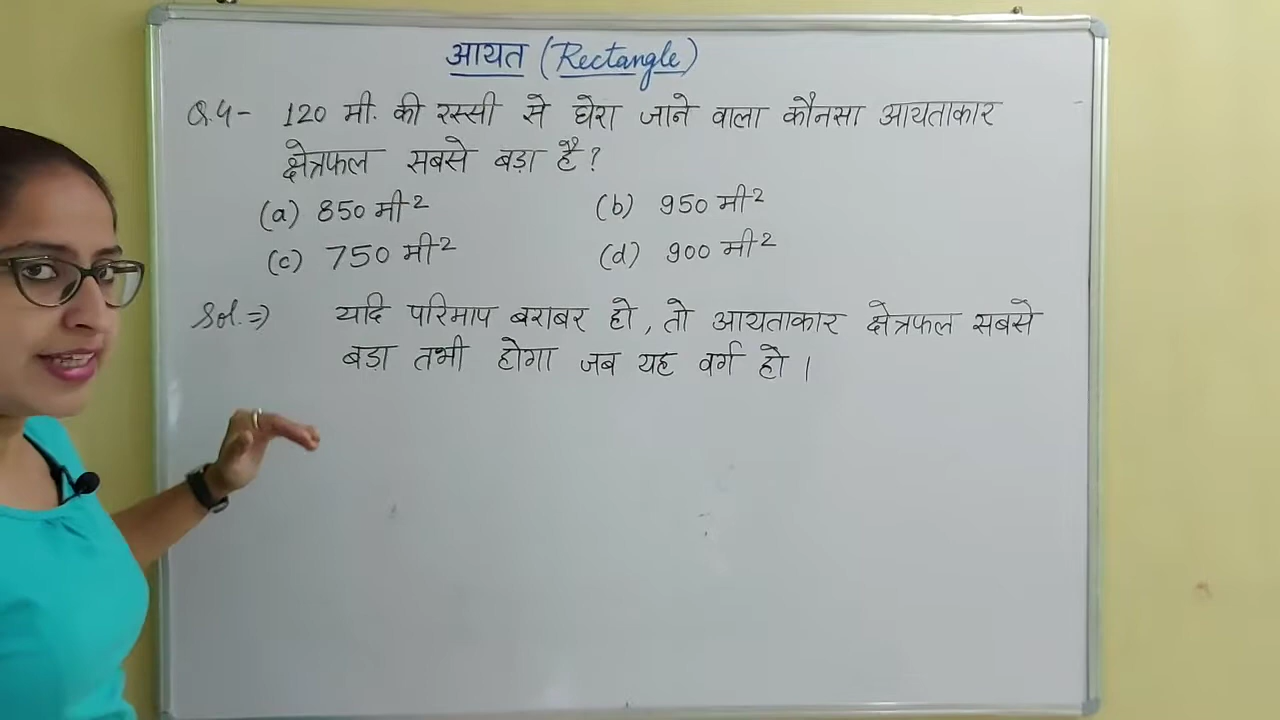 आयत (Rectangle)
Q.4- 120 मी. की रस्सी से घेरा जाने वाला कौनसा आयताकार
क्षेत्रफल सबसे बड़ा है?
(a) 850 मी² (b) 950 मी²
(c) 750 मी² (d) 900 मी²
Sol.⇒ यदि परिमाप बराबर हो, तो आयताकार क्षेत्रफल सबसे
बडा तभी होगा जब यह वर्ग हो।